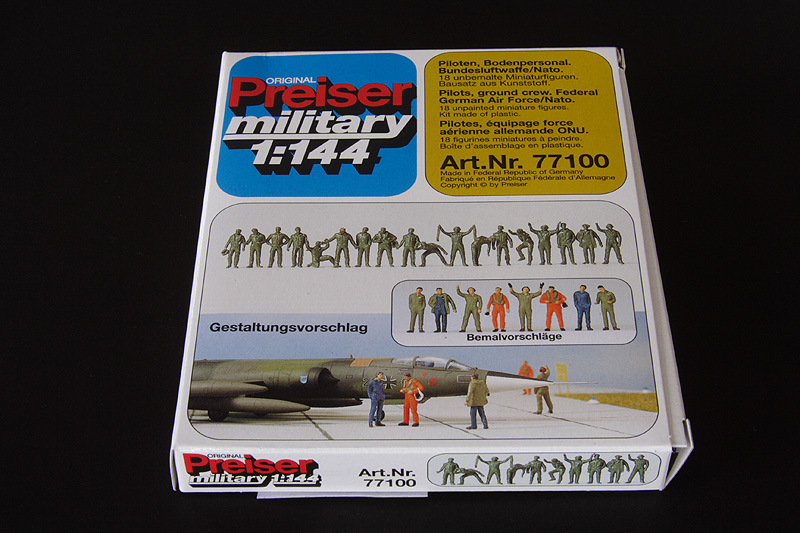 ORIGINAL
Preiser
military
1:144
Piloten, Bodenpersonal.
Bundesluftwaffe/Nato.
18 unbemalte Miniaturfiguren.
Bausatz aus Kunststoff.
Pilots, ground crew. Federal
German Air Force/Nato.
18 unpainted miniature figures.
Kit made of plastic.
Pilotes, équipage force
aérienne allemande ONU.
18 figurines miniatures à peindre.
Boîte d'assemblage en plastique.
Art.Nr. 77100
Made in Federal Republic of Germany
Fabriqué en République Fédérale d'Allemagne
Copyright © by Preiser
Gestaltungsvorschlag
Bemalvorschläge
ORIGINAL
Preiser
military 1:144
Art.Nr.
77100